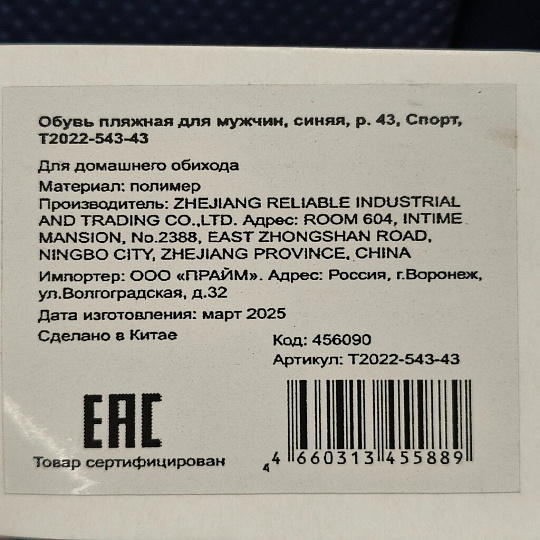 Обувь пляжная для мужчин, синяя, р. 43, Спорт,
Т2022-543-43
Для домашнего обихода
Материал: полимер
Производитель: ZHEJIANG RELIABLE INDUSTRIAL
AND TRADING CO.,LTD. Адрес: ROOM 604, INTIME
MANSION, No.2388, EAST ZHONGSHAN ROAD,
NINGBO CITY, ZHEJIANG PROVINCE, CHINA
Импортер: ООО «ПРАЙМ». Адрес: Россия, г.Воронеж,
ул.Волгоградская, д.32
Дата изготовления: март 2025
Сделано в Китае
Код: 456090
Артикул: Т2022-543-43
EAC
Товар сертифицирован
4 660313 455889